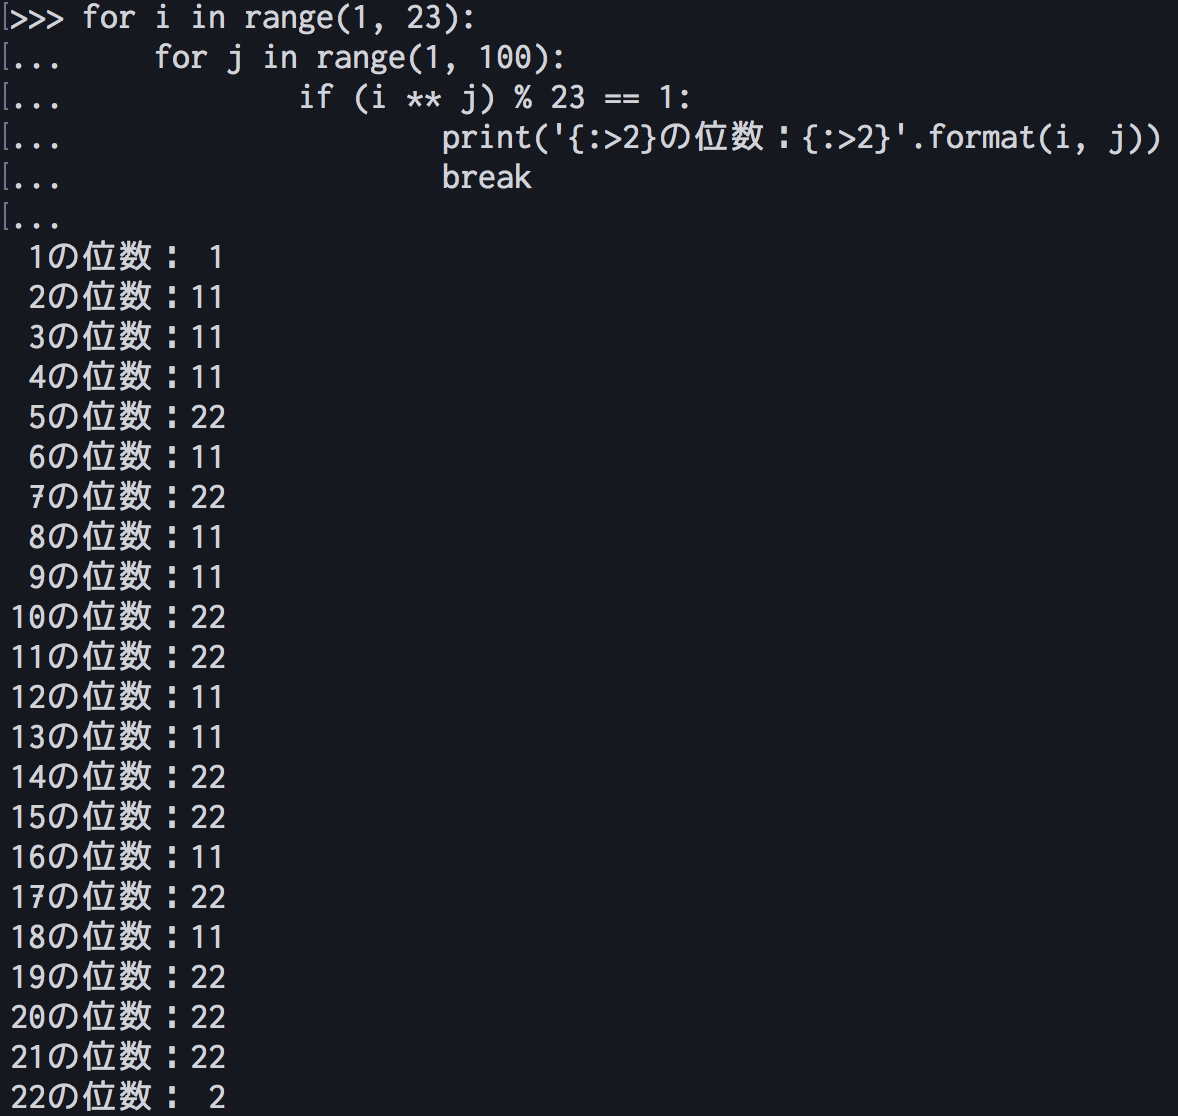 >>> for i in range(1, 23):
...     for j in range(1, 100):
...             if (i ** j) % 23 == 1:
...                     print('{:>2}の位数：{:>2}'.format(i, j))
...                     break
...
 1の位数： 1
 2の位数：11
 3の位数：11
 4の位数：11
 5の位数：22
 6の位数：11
 7の位数：22
 8の位数：11
 9の位数：11
10の位数：22
11の位数：22
12の位数：11
13の位数：11
14の位数：22
15の位数：22
16の位数：11
17の位数：22
18の位数：11
19の位数：22
20の位数：22
21の位数：22
22の位数： 2